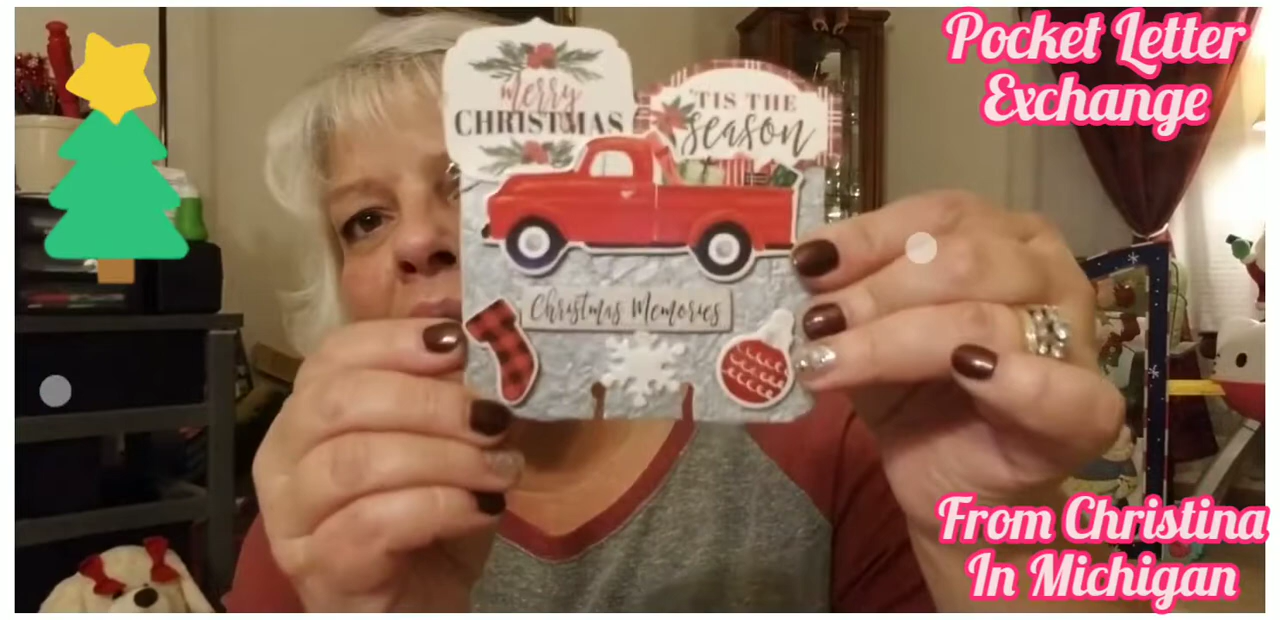 Pocket Letter
Exchange
merry
CHRISTMAS
'TIS THE
season
Christmas Memories
From Christina
In Michigan